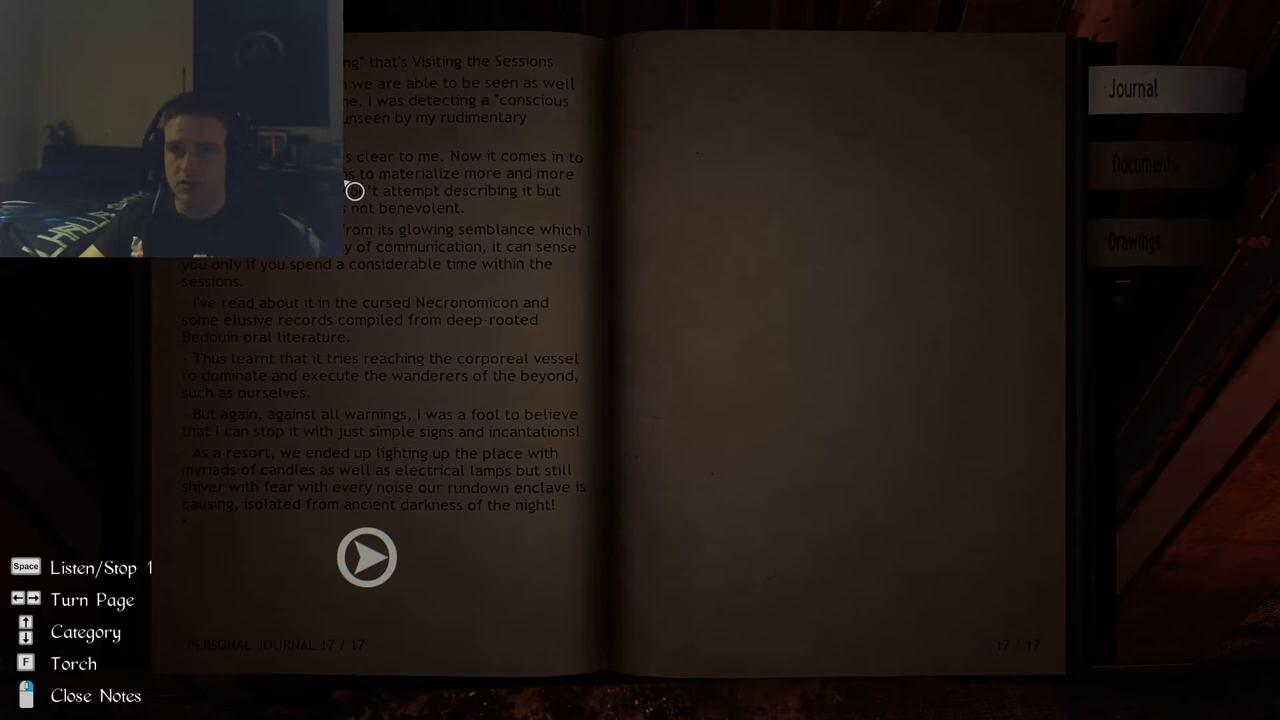 ng" that's Visiting the Sessions
we are able to be seen as well
ne, I was detecting a "conscious
unseen by my rudimentary
s clear to me. Now it comes in to
ns to materialize more and more
't attempt describing it but
s not benevolent.
from its glowing semblance which I
y of communication, it can sense
you only if you spend a considerable time within the
sessions.
- I've read about it in the cursed Necronomicon and
some elusive records compiled from deep-rooted
Bedouin oral literature.
- Thus learnt that it tries reaching the corporeal vessel
to dominate and execute the wanderers of the beyond,
such as ourselves.
- But again, against all warnings, I was a fool to believe
that I can stop it with just simple signs and incantations!
- As a resort, we ended up lighting up the place with
myriads of candles as well as electrical lamps but still
shiver with fear with every noise our rundown enclave is
causing, isolated from ancient darkness of the night!
PERSONAL JOURNAL 17 / 17
17 / 17
Journal
Documents
Drawings
Space Listen/Stop 1
←→ Turn Page
↑↓ Category
F Torch
Close Notes